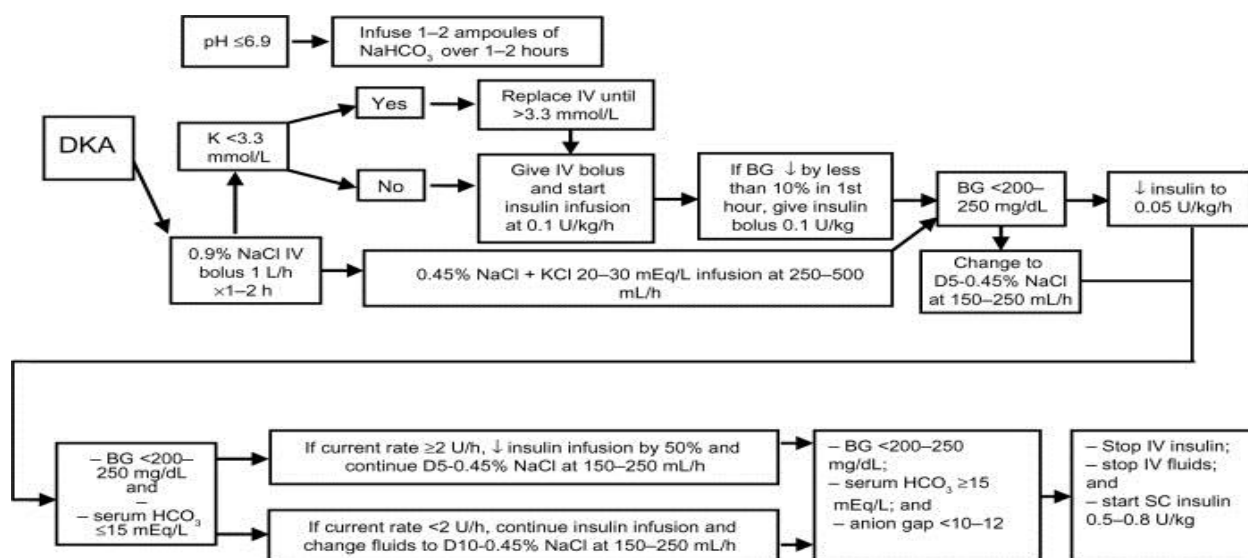 pH ≤6.9
Infuse 1–2 ampoules of
NaHCO₃ over 1–2 hours
DKA
K <3.3
mmol/L
Yes
No
Replace IV until
>3.3 mmol/L
Give IV bolus
and start
insulin infusion
at 0.1 U/kg/h
If BG ↓ by less
than 10% in 1st
hour, give insulin
bolus 0.1 U/kg
BG <200–
250 mg/dL
↓ insulin to
0.05 U/kg/h
0.9% NaCl IV
bolus 1 L/h
×1–2 h
0.45% NaCl + KCl 20–30 mEq/L infusion at 250–500
mL/h
Change to
D5-0.45% NaCl
at 150–250 mL/h
– BG <200–
250 mg/dL
and
–
– serum HCO₃
≤15 mEq/L
If current rate ≥2 U/h, ↓ insulin infusion by 50% and
continue D5-0.45% NaCl at 150–250 mL/h
If current rate <2 U/h, continue insulin infusion and
change fluids to D10-0.45% NaCl at 150–250 mL/h
– BG <200–250
mg/dL;
– serum HCO₃ ≥15
mEq/L; and
– anion gap <10–12
– Stop IV insulin;
– stop IV fluids;
and
– start SC insulin
0.5–0.8 U/kg